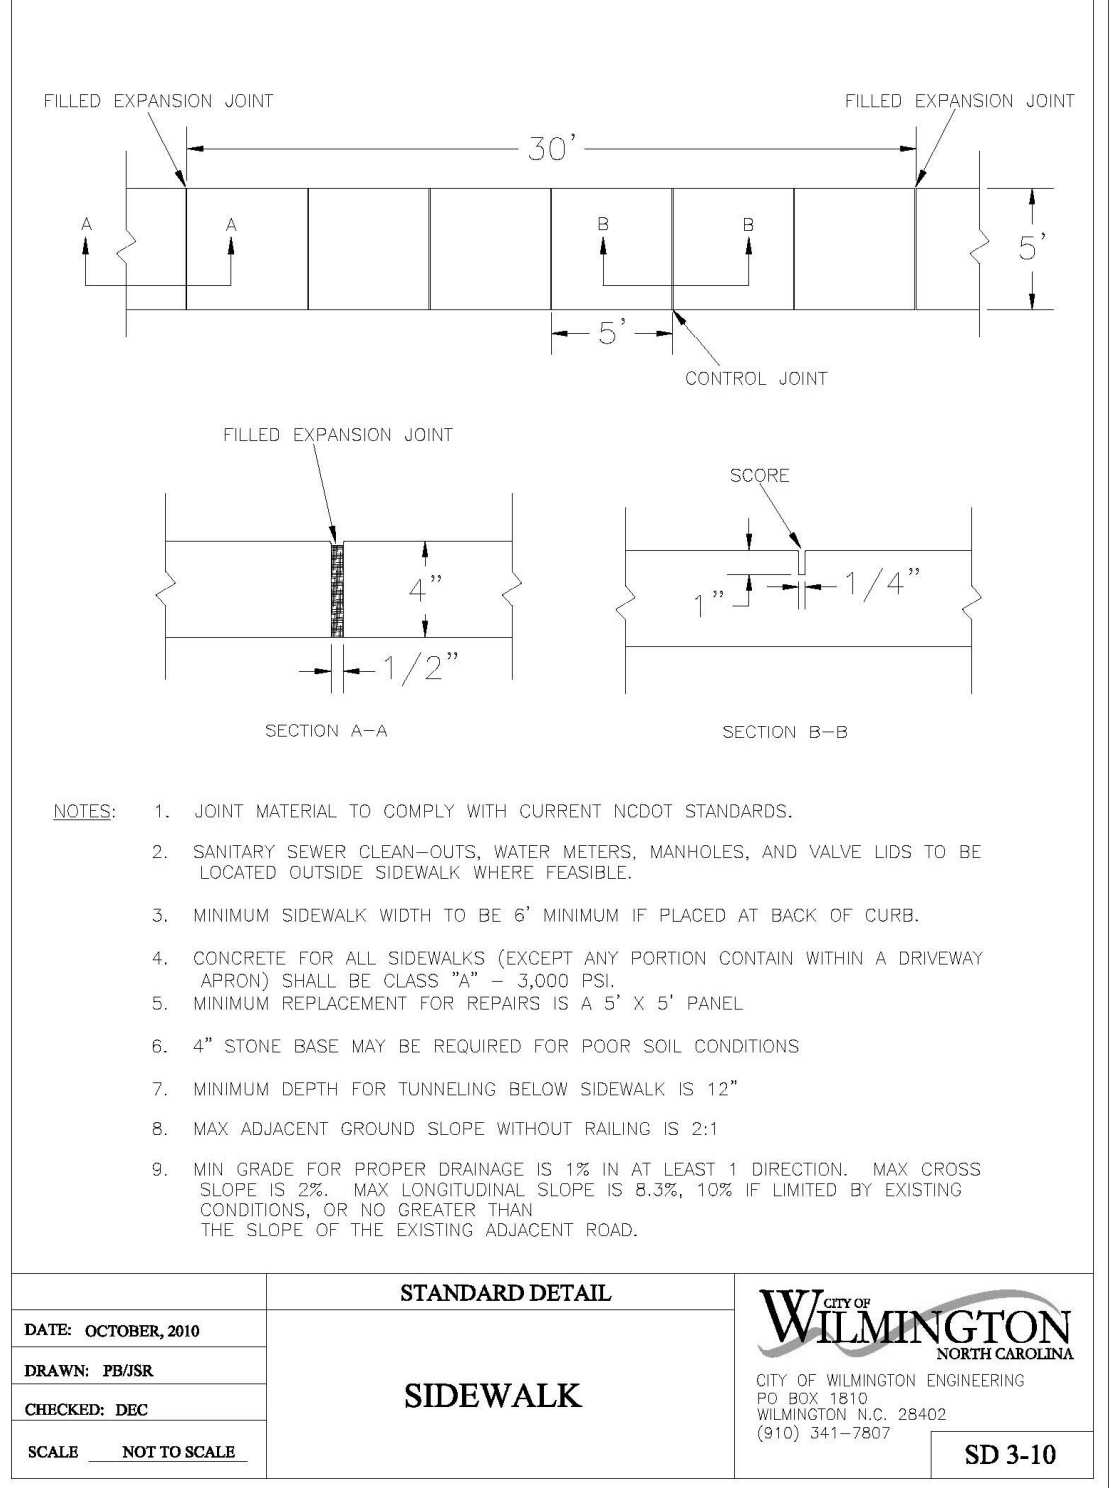 FILLED EXPANSION JOINT
FILLED EXPANSION JOINT
30'
A
A
B
B
5'
5'
CONTROL JOINT
FILLED EXPANSION JOINT
SCORE
4"
1"
1/4"
1/2"
SECTION A-A
SECTION B-B
NOTES: 1. JOINT MATERIAL TO COMPLY WITH CURRENT NCDOT STANDARDS.
2. SANITARY SEWER CLEAN-OUTS, WATER METERS, MANHOLES, AND VALVE LIDS TO BE
LOCATED OUTSIDE SIDEWALK WHERE FEASIBLE.
3. MINIMUM SIDEWALK WIDTH TO BE 6' MINIMUM IF PLACED AT BACK OF CURB.
4. CONCRETE FOR ALL SIDEWALKS (EXCEPT ANY PORTION CONTAIN WITHIN A DRIVEWAY
APRON) SHALL BE CLASS "A" - 3,000 PSI.
5. MINIMUM REPLACEMENT FOR REPAIRS IS A 5' X 5' PANEL
6. 4" STONE BASE MAY BE REQUIRED FOR POOR SOIL CONDITIONS
7. MINIMUM DEPTH FOR TUNNELING BELOW SIDEWALK IS 12"
8. MAX ADJACENT GROUND SLOPE WITHOUT RAILING IS 2:1
9. MIN GRADE FOR PROPER DRAINAGE IS 1% IN AT LEAST 1 DIRECTION. MAX CROSS
SLOPE IS 2%. MAX LONGITUDINAL SLOPE IS 8.3%, 10% IF LIMITED BY EXISTING
CONDITIONS, OR NO GREATER THAN
THE SLOPE OF THE EXISTING ADJACENT ROAD.
STANDARD DETAIL
DATE: OCTOBER, 2010
DRAWN: PB/JSR
CHECKED: DEC
SCALE NOT TO SCALE
SIDEWALK
CITY OF
WILMINGTON
NORTH CAROLINA
CITY OF WILMINGTON ENGINEERING
PO BOX 1810
WILMINGTON N.C. 28402
(910) 341-7807
SD 3-10